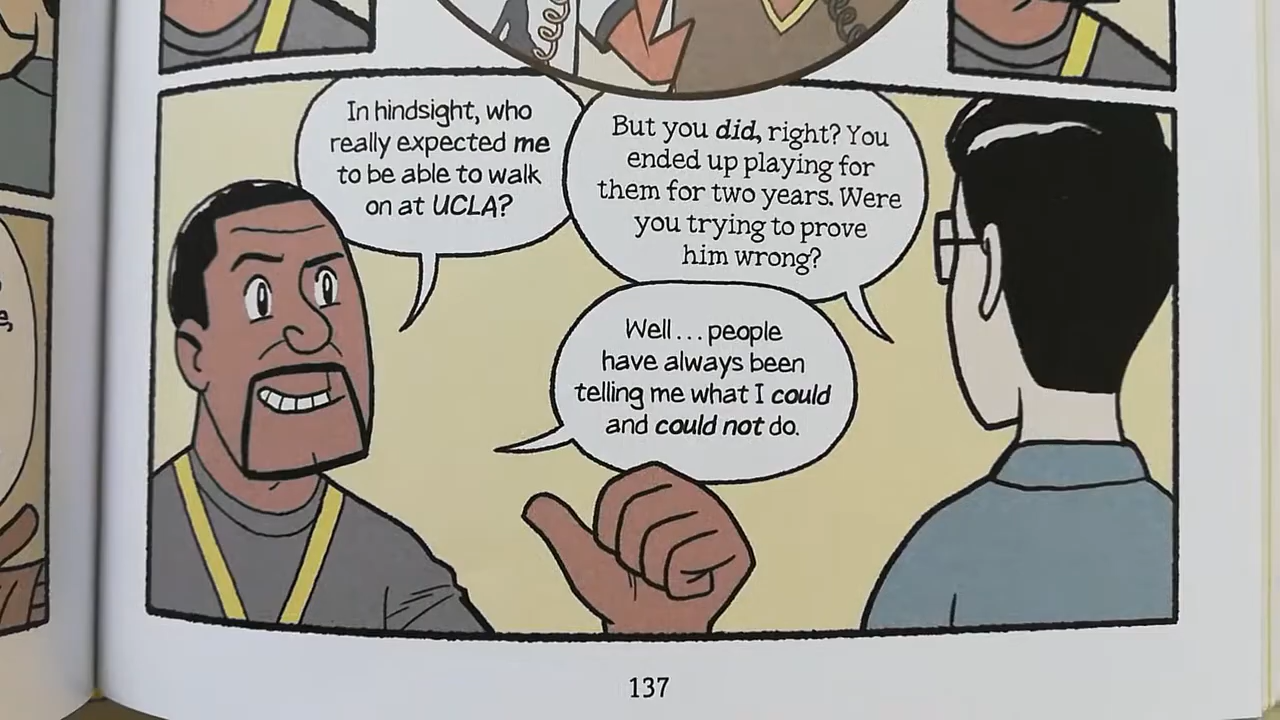 In hindsight, who
really expected me
to be able to walk
on at UCLA?
But you did, right? You
ended up playing for
them for two years. Were
you trying to prove
him wrong?
Well...people
have always been
telling me what I could
and could not do.
137